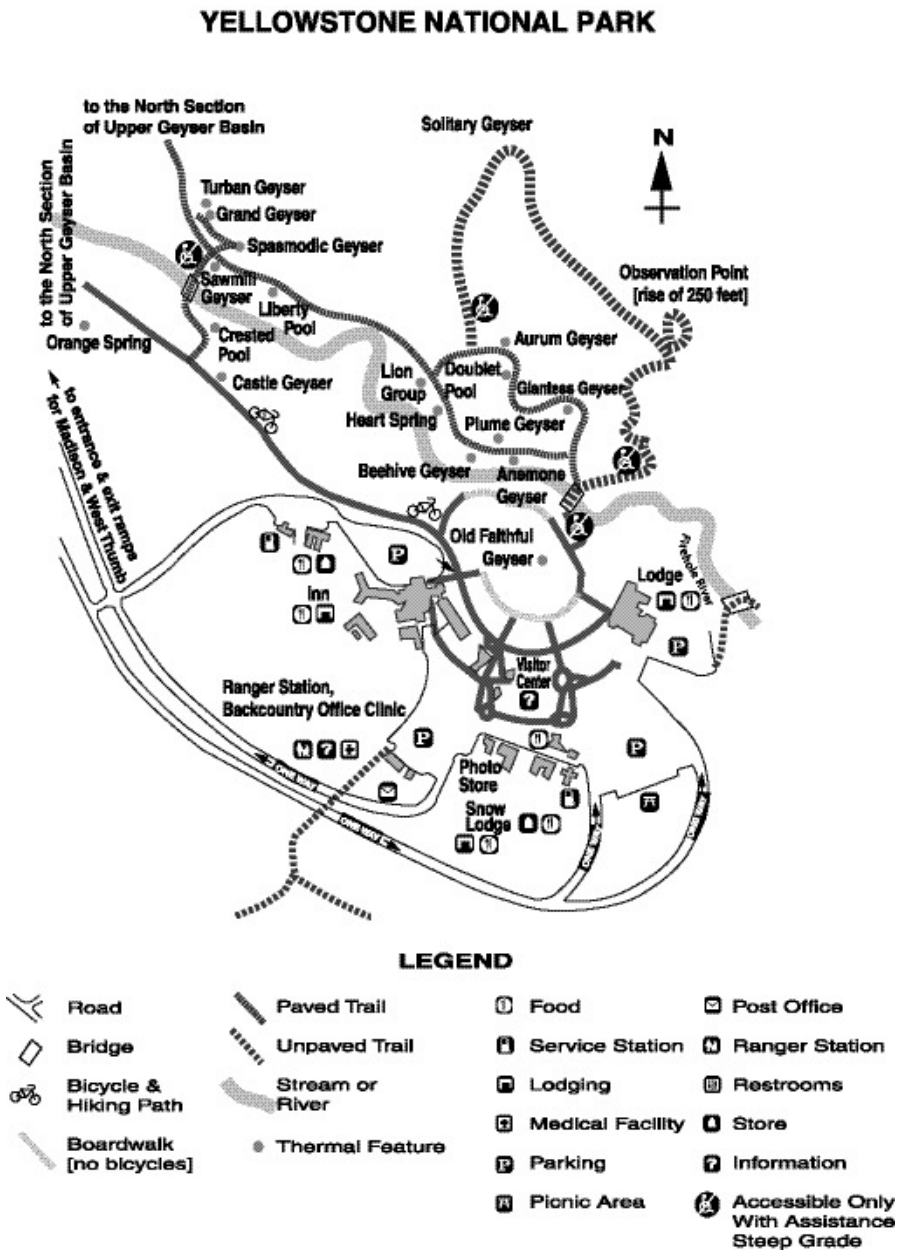 YELLOWSTONE NATIONAL PARK
to the North Section
of Upper Geyser Basin
Solitary Geyser
N
to the North Section
of Upper Geyser Basin
Turban Geyser
Grand Geyser
Spasmodic Geyser
Observation Point
[rise of 250 feet]
Sawmill
Geyser
Liberty
Pool
Orange Spring
Crested
Pool
Aurum Geyser
Castle Geyser
Lion
Group
Doublet
Pool
Giantess Geyser
to entrance & exit ramps
for Madison & West Thumb
Heart Spring
Plume Geyser
Beehive Geyser
Anemone
Geyser
Old Faithful
Geyser
Firehole River
Lodge
P
Inn
P
Visitor
Center
?
Ranger Station,
Backcountry Office Clinic
?
P
P
ONE WAY
Photo
Store
Snow
Lodge
ONE WAY
ONE WAY
ONE WAY
LEGEND
Road
Paved Trail
Food
Post Office
Bridge
Unpaved Trail
Service Station
Ranger Station
Bicycle &
Hiking Path
Stream or
River
Lodging
Restrooms
Medical Facility
Store
Boardwalk
[no bicycles]
Thermal Feature
P Parking
? Information
Picnic Area
Accessible Only
With Assistance
Steep Grade